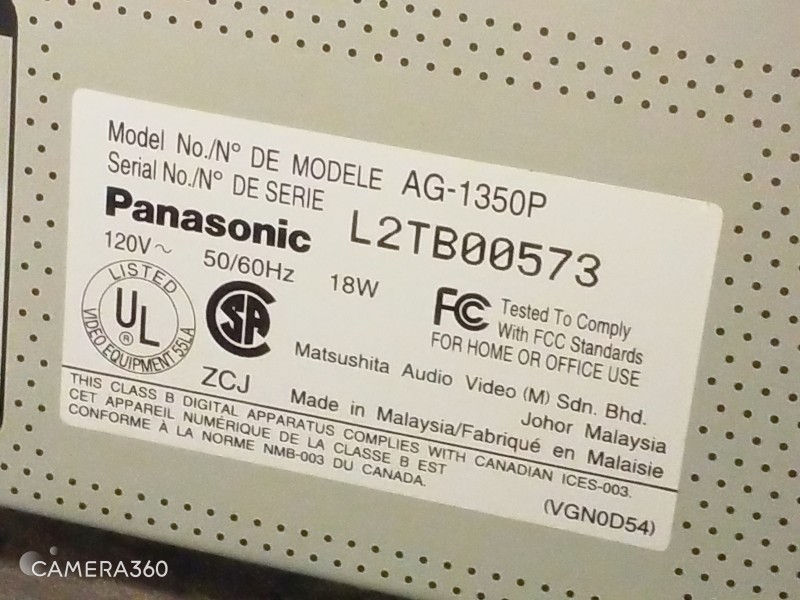 Model No./N° DE MODELE AG-1350P
Serial No./N° DE SERIE L2TB00573
Panasonic
120V~ 50/60Hz 18W
LISTED
UL
®
VIDEO EQUIPMENT 55LA
SA
ZCJ
FC Tested To Comply
With FCC Standards
FOR HOME OR OFFICE USE
Matsushita Audio Video (M) Sdn. Bhd.
Johor Malaysia
Made in Malaysia/Fabriqué en Malaisie
THIS CLASS B DIGITAL APPARATUS COMPLIES WITH CANADIAN ICES-003.
CET APPAREIL NUMÉRIQUE DE LA CLASSE B EST
CONFORME À LA NORME NMB-003 DU CANADA.
(VGN0D54)
CAMERA360